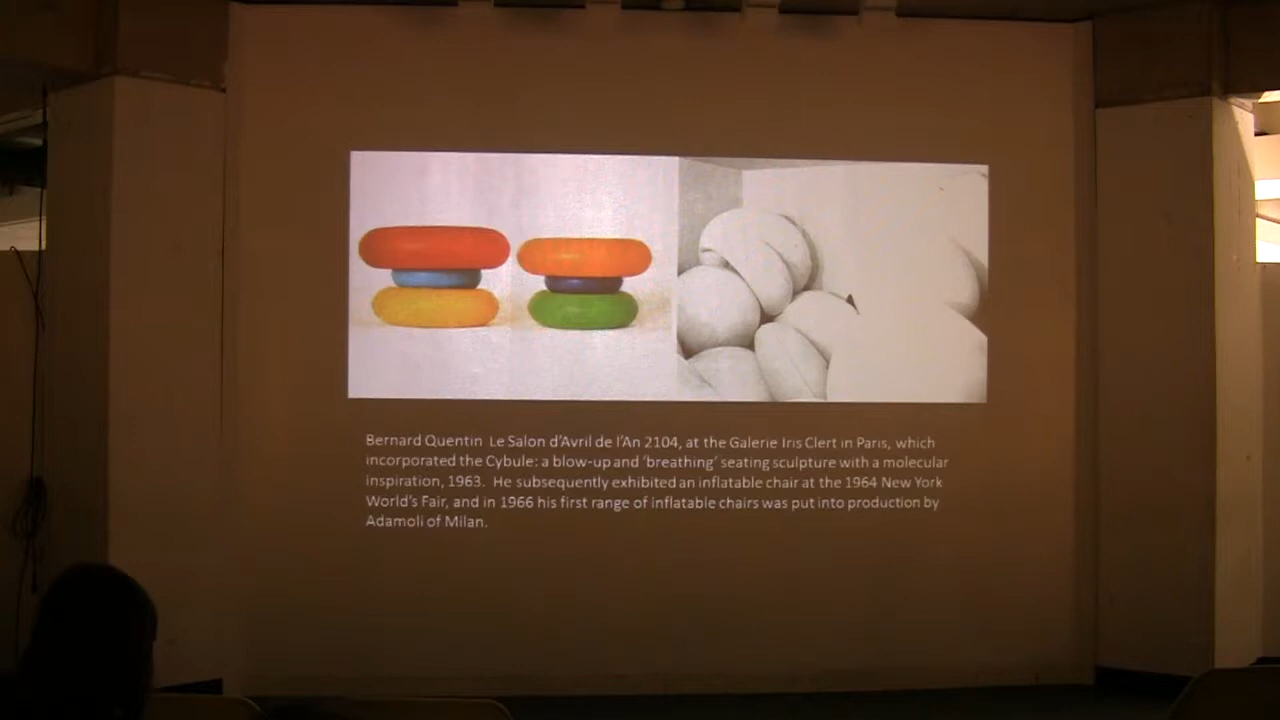 Bernard Quentin Le Salon d'Avril de l'An 2104, at the Galerie Iris Clert in Paris, which
incorporated the Cybule: a blow-up and 'breathing' seating sculpture with a molecular
inspiration, 1963. He subsequently exhibited an inflatable chair at the 1964 New York
World's Fair, and in 1966 his first range of inflatable chairs was put into production by
Adamoli of Milan.